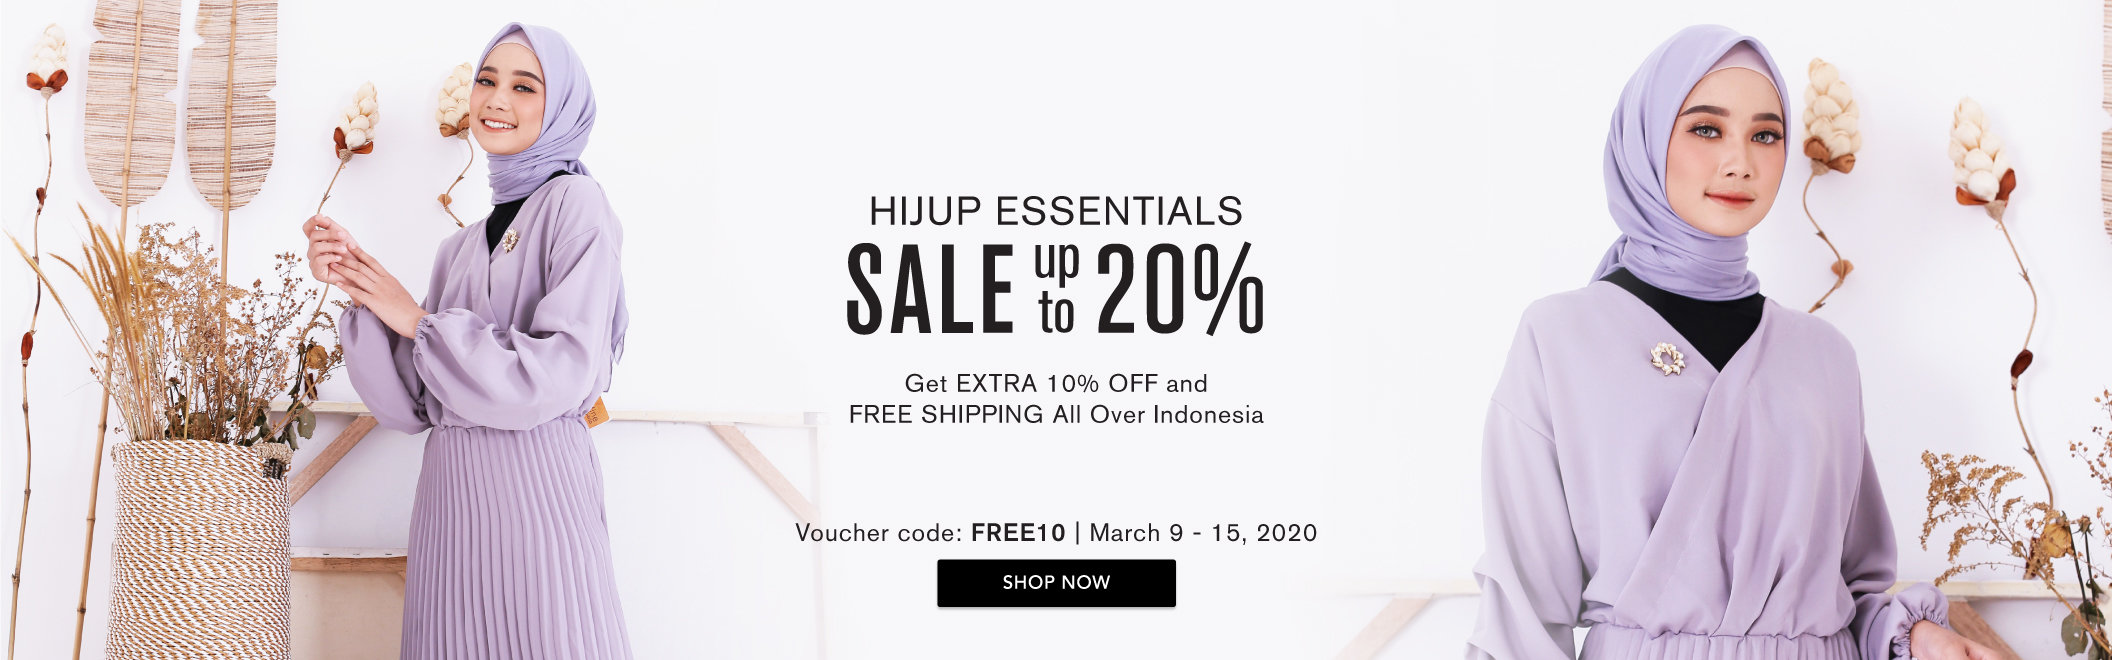 HIJUP ESSENTIALS
SALE up to 20%
Get EXTRA 10% OFF and
FREE SHIPPING All Over Indonesia
Voucher code: FREE10 | March 9 - 15, 2020
SHOP NOW